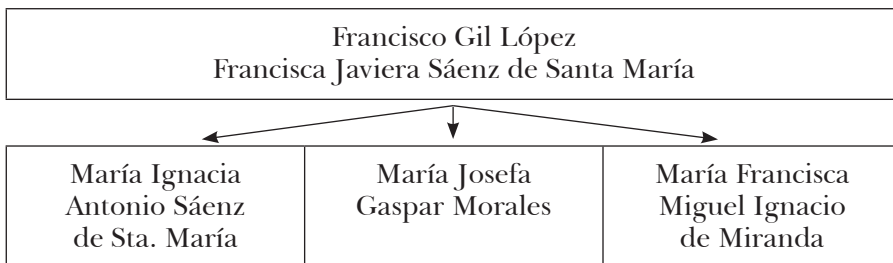 Francisco Gil López
Francisca Javiera Sáenz de Santa María
María Ignacia
Antonio Sáenz
de Sta. María
María Josefa
Gaspar Morales
María Francisca
Miguel Ignacio
de Miranda